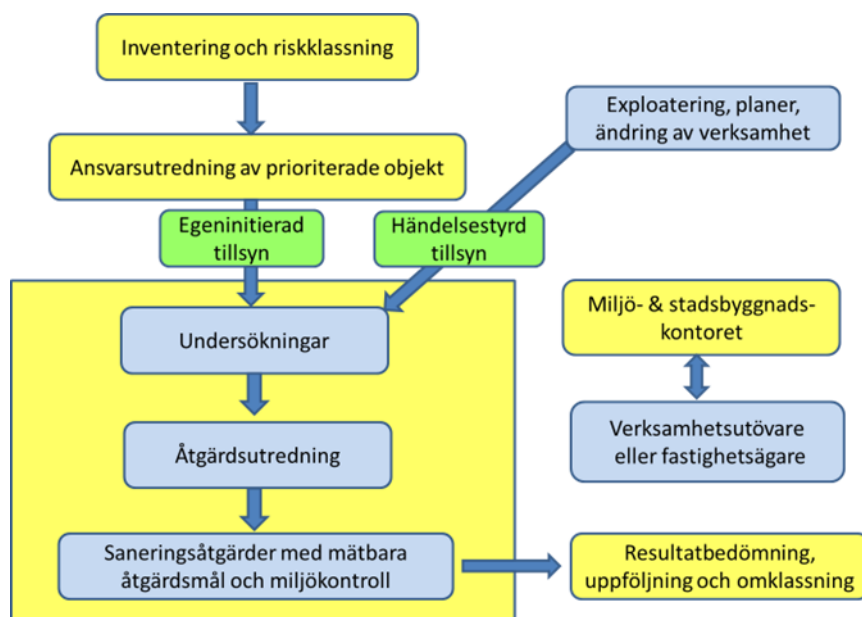 Inventering och riskklassning
Exploatering, planer,
ändring av verksamhet
Ansvarsutredning av prioriterade objekt
Egeninitierad
tillsyn
Händelsestyrd
tillsyn
Undersökningar
Miljö- & stadsbyggnads-
kontoret
Åtgärdsutredning
Verksamhetsutövare
eller fastighetsägare
Saneringsåtgärder med mätbara
åtgärdsmål och miljökontroll
Resultatbedömning,
uppföljning och omklassning